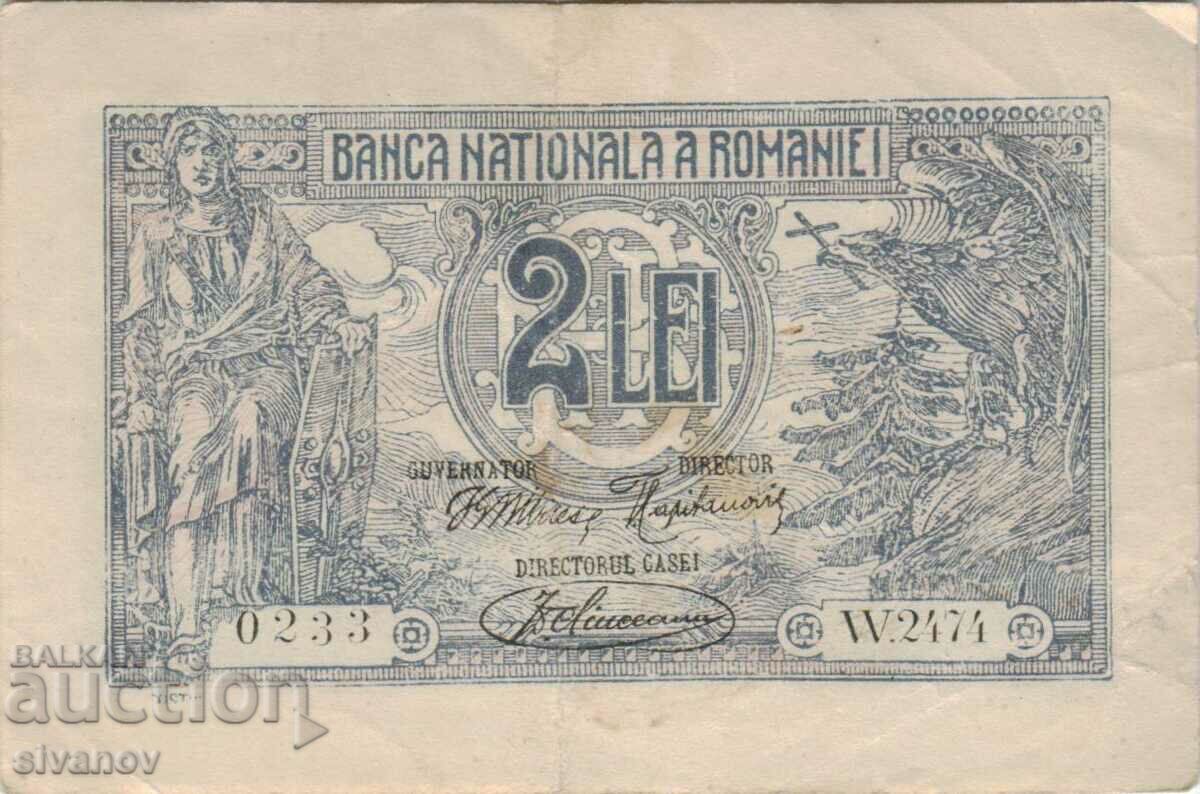 BANCA NATIONALA A ROMANIEI
2 LEI
GUVERNATOR DIRECTOR
DIRECTORUL CASEI
0233 W.2474
BALKAN
auction
sivanov